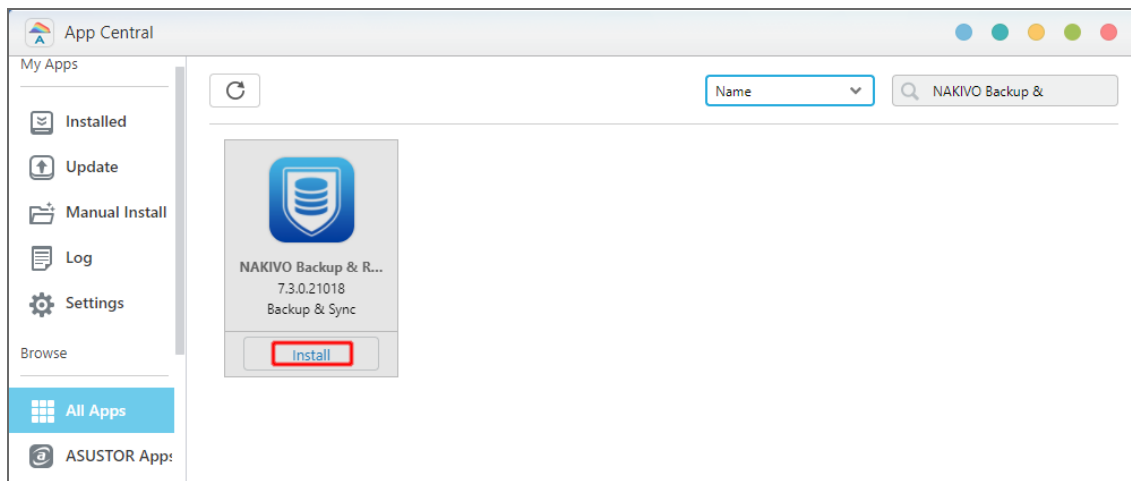 App Central
My Apps
Installed
Update
Manual Install
Log
Settings
Browse
All Apps
ASUSTOR Apps
Name
NAKIVO Backup &
NAKIVO Backup & R...
7.3.0.21018
Backup & Sync
Install